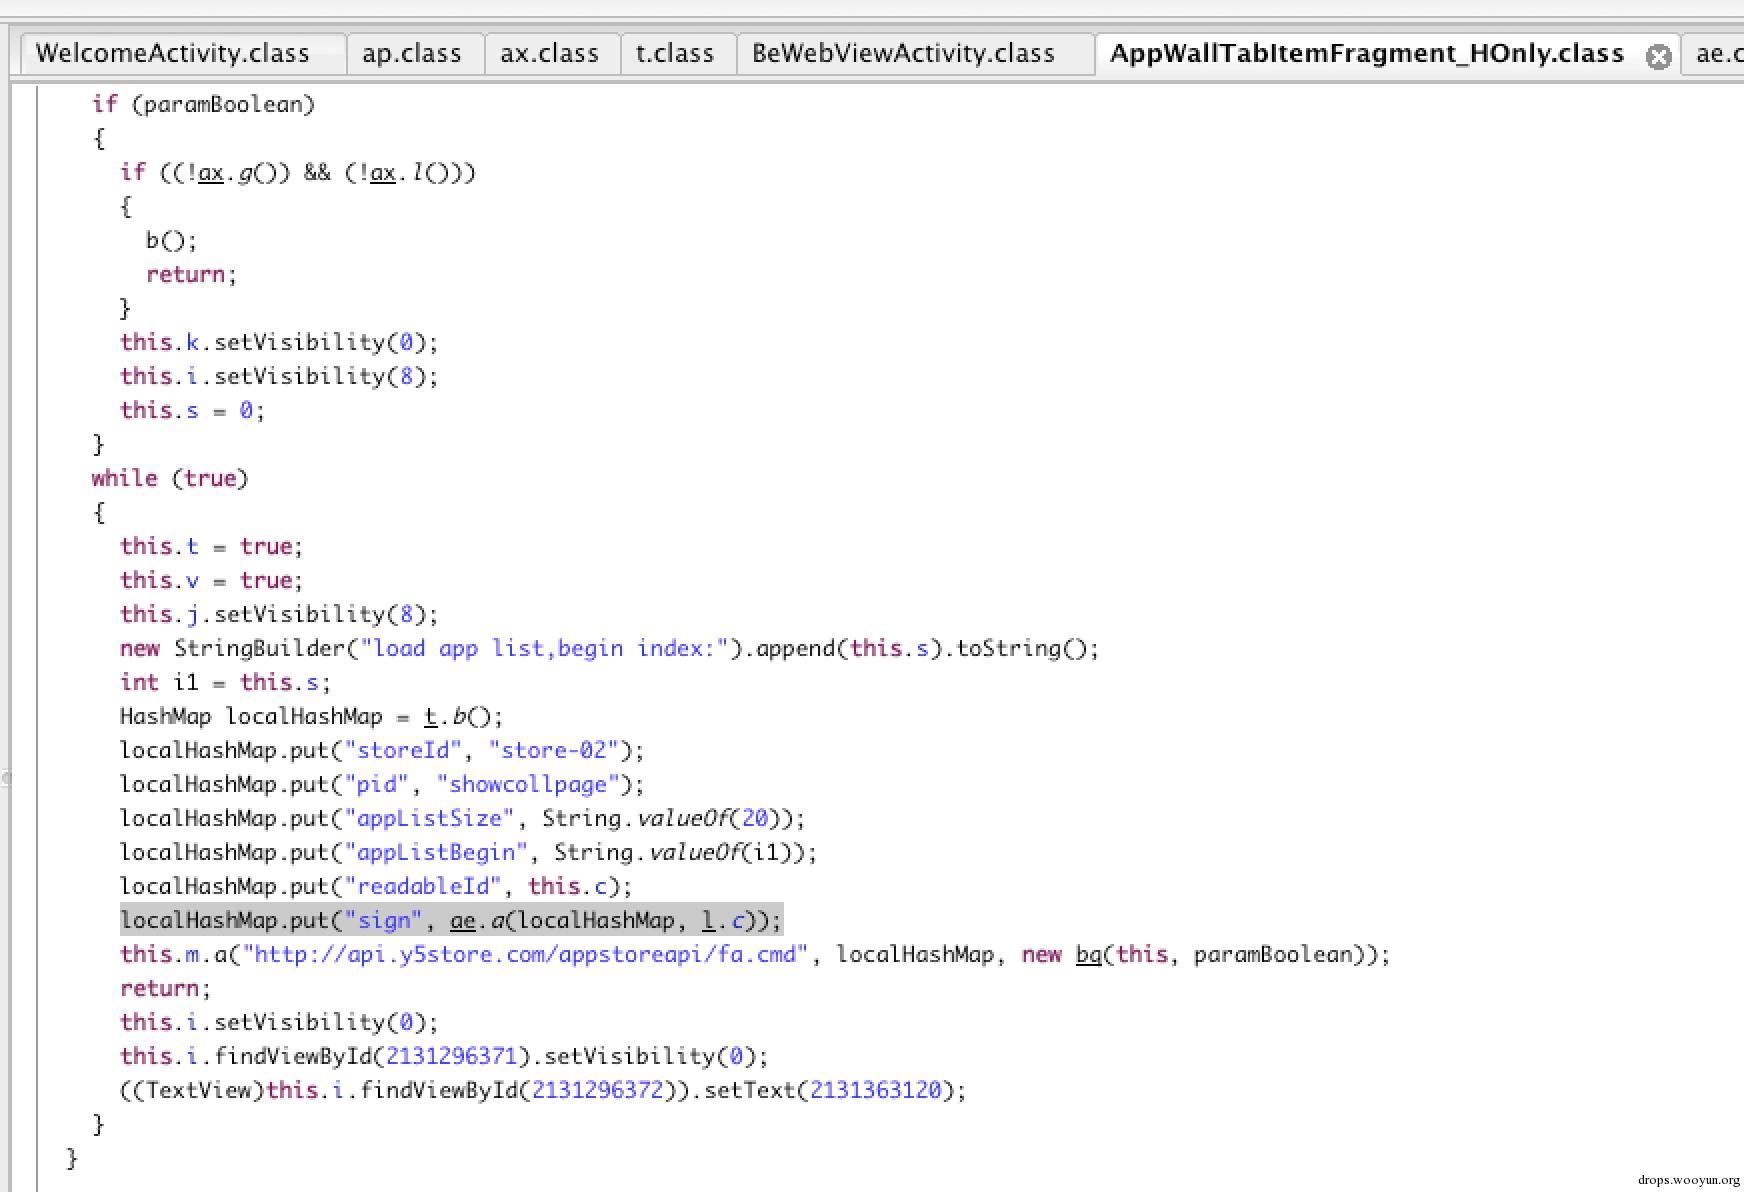 WelcomeActivity.class ap.class ax.class t.class BeWebViewActivity.class AppWallTabItemFragment_HOnly.class ae.c
if (paramBoolean)
{
if ((!ax.g()) && (!ax.l()))
{
b();
return;
}
this.k.setVisibility(0);
this.i.setVisibility(8);
this.s = 0;
}
while (true)
{
this.t = true;
this.v = true;
this.j.setVisibility(8);
new StringBuilder("load app list,begin index:").append(this.s).toString();
int i1 = this.s;
HashMap localHashMap = t.b();
localHashMap.put("storeId", "store-02");
localHashMap.put("pid", "showcollpage");
localHashMap.put("appListSize", String.valueOf(20));
localHashMap.put("appListBegin", String.valueOf(i1));
localHashMap.put("readableId", this.c);
localHashMap.put("sign", ae.a(localHashMap, l.c));
this.m.a("http://api.y5store.com/appstoreapi/fa.cmd", localHashMap, new bq(this, paramBoolean));
return;
this.i.setVisibility(0);
this.i.findViewById(2131296371).setVisibility(0);
((TextView)this.i.findViewById(2131296372)).setText(2131363120);
}
}
drops.wooyun.org